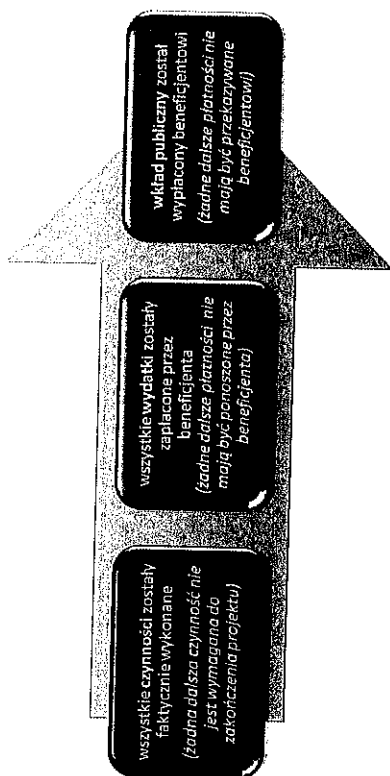 wszystkie czynności zostały
faktycznie wykonane
(żadna dalsza czynność nie
jest wymagana do
zakończenia projektu)
wszystkie wydatki zostały
zapłacone przez
beneficjenta
(żadne dalsze płatności nie
mają być ponoszone przez
beneficjenta)
wkład publiczny został
wypłacony beneficjentowi
(żadne dalsze płatności nie
mają być przekazywane
beneficjentowi)